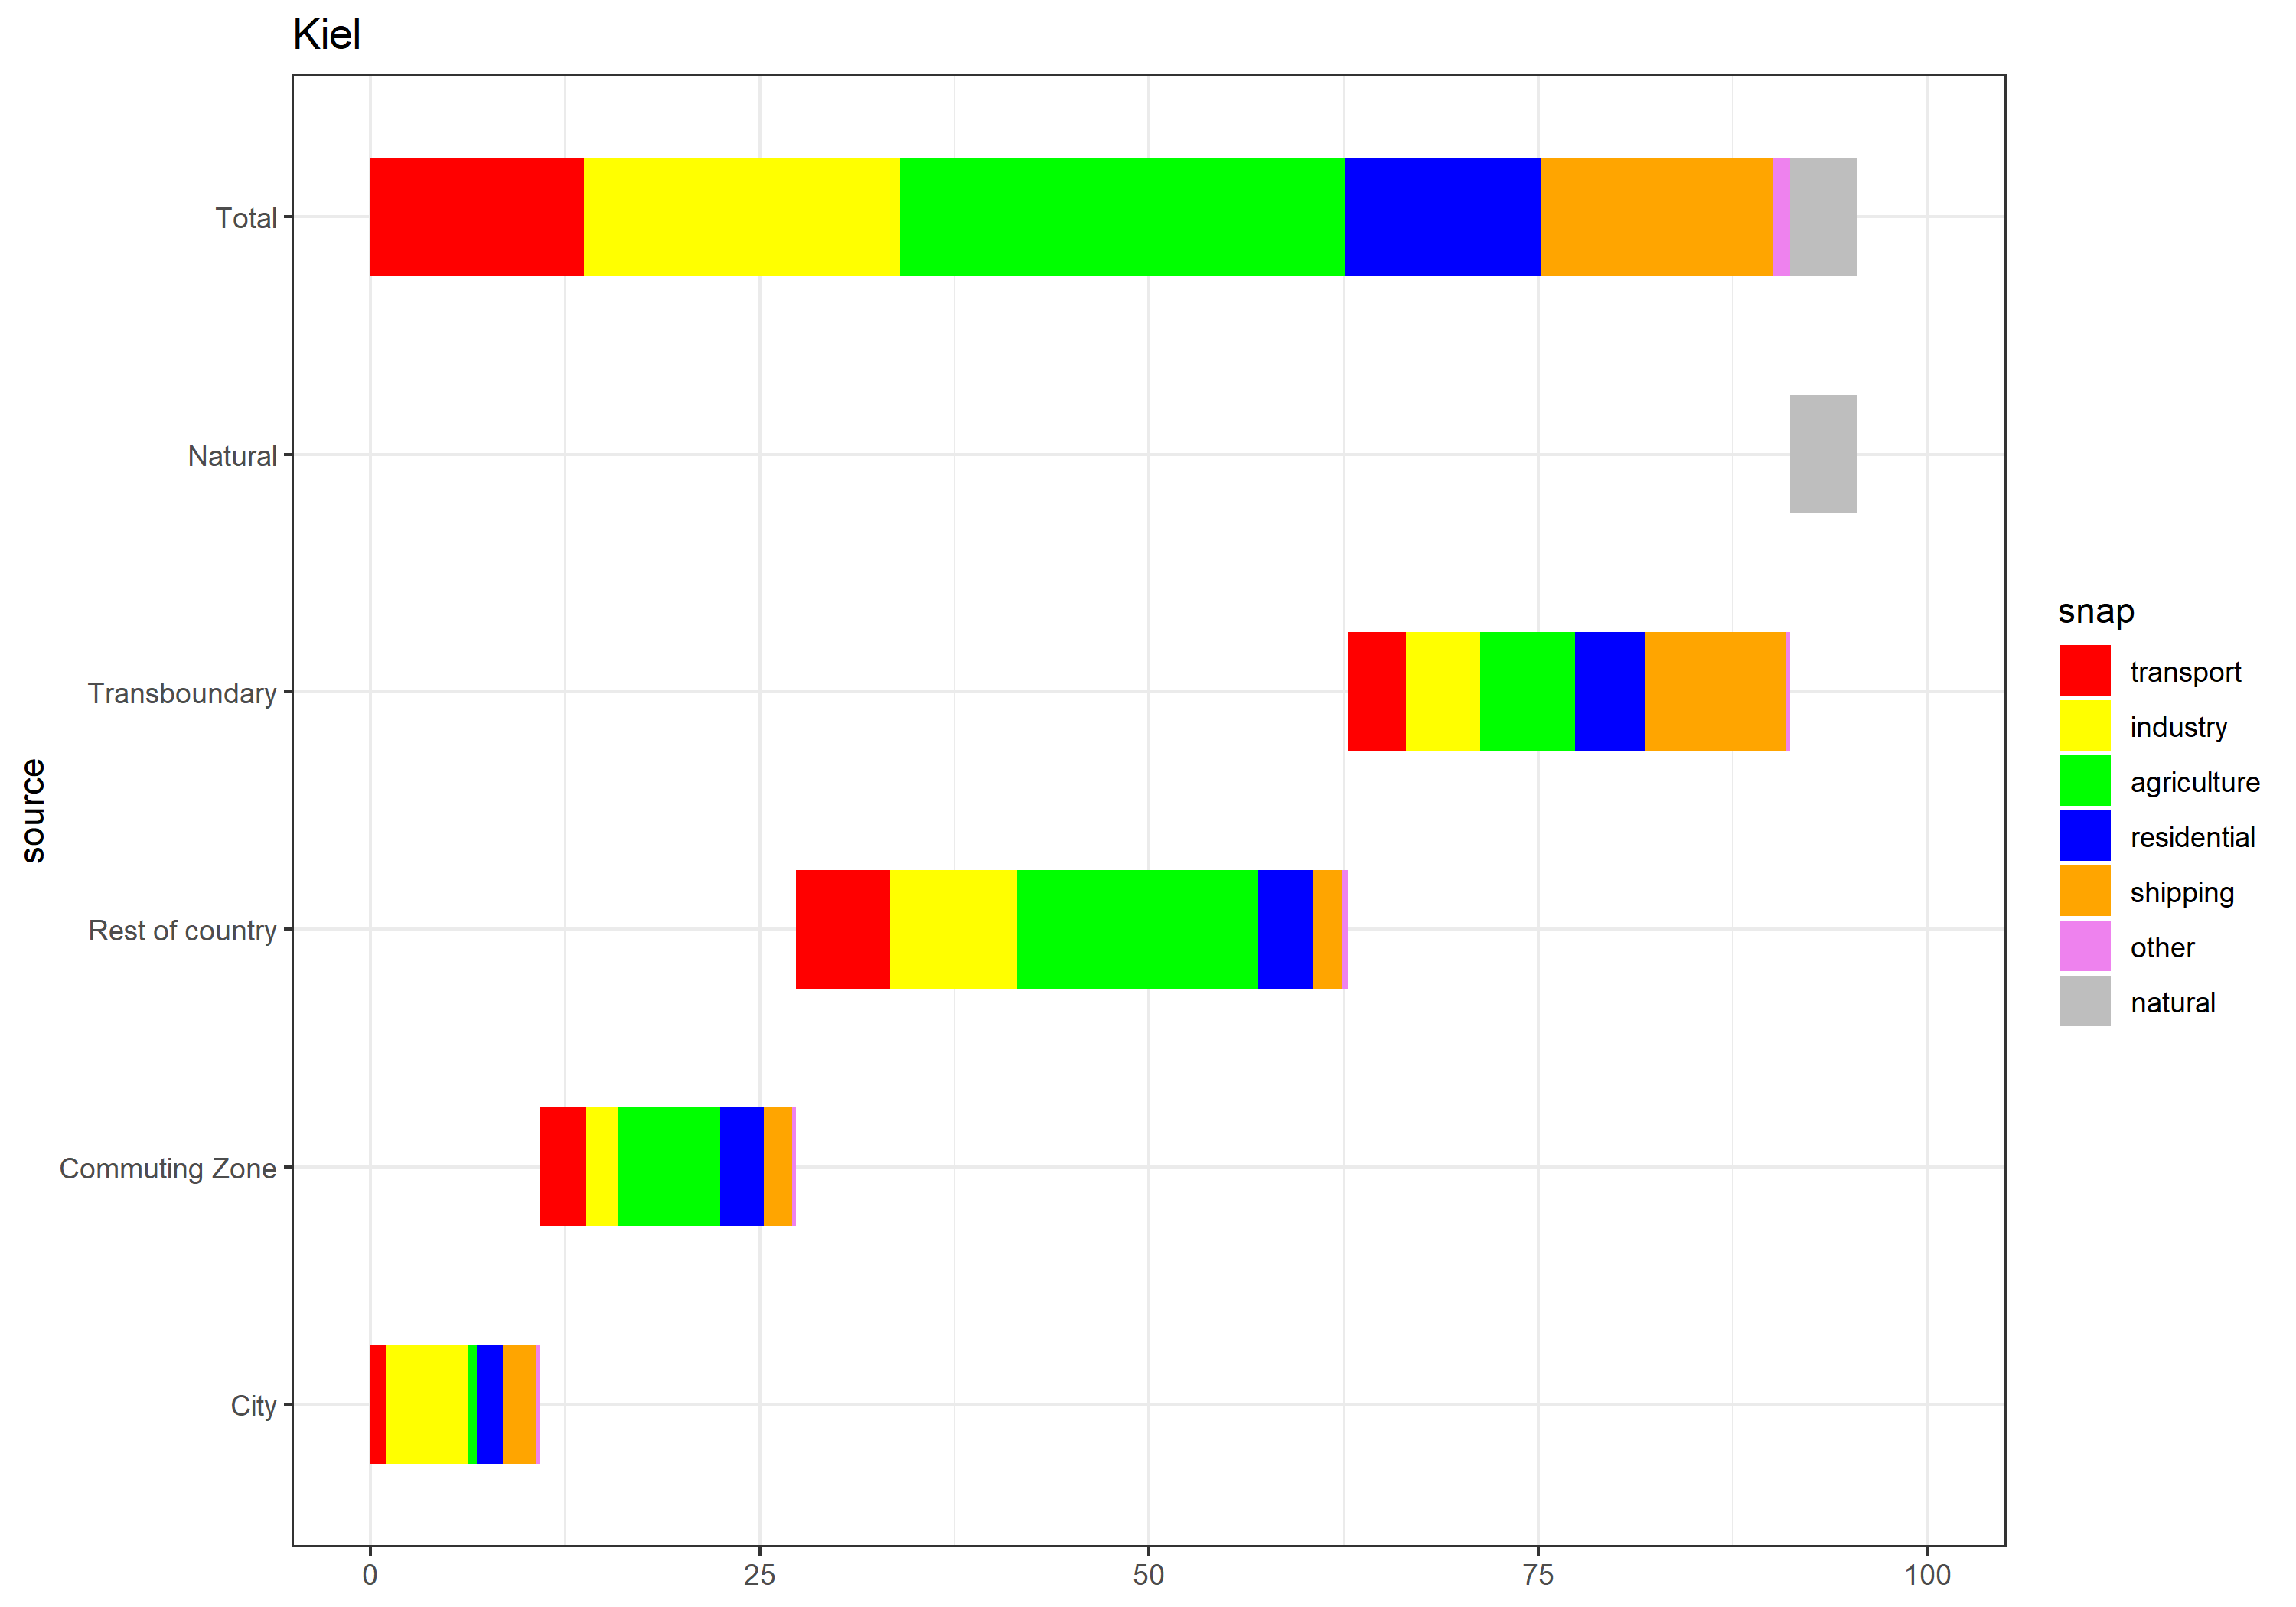 Kiel
source
Total
Natural
Transboundary
Rest of country
Commuting Zone
City
0 25 50 75 100
snap
transport
industry
agriculture
residential
shipping
other
natural